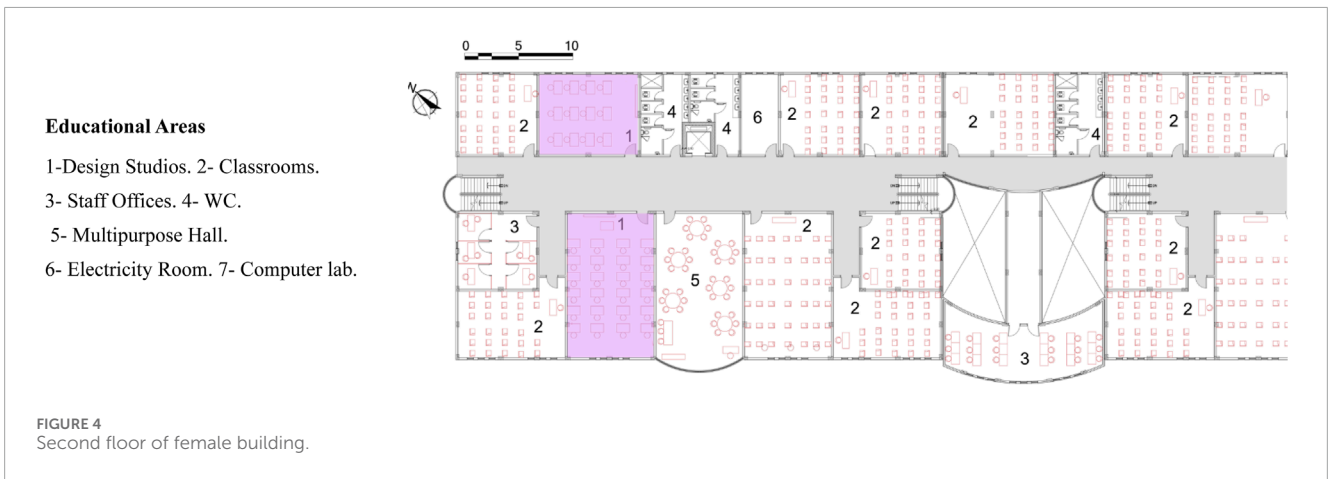 0 5 10
N
Educational Areas
1-Design Studios. 2- Classrooms.
3- Staff Offices. 4- WC.
5- Multipurpose Hall.
6- Electricity Room. 7- Computer lab.
2 1 4 4 6 2 2 2 4 2
3 1 5 2 2 2
2 2 3 2
FIGURE 4
Second floor of female building.